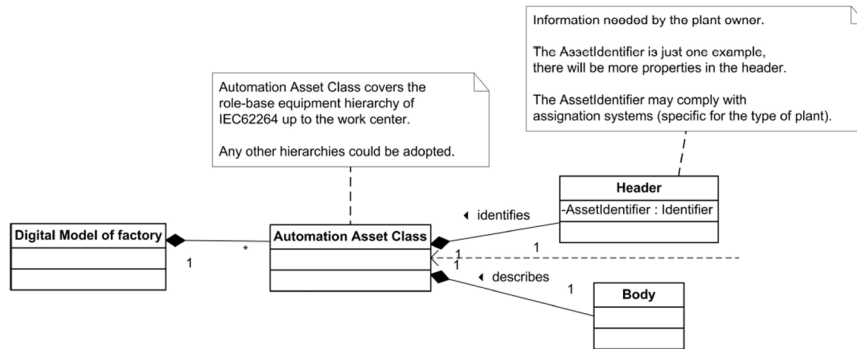 Information needed by the plant owner.
The AssetIdentifier is just one example,
there will be more properties in the header.
The AssetIdentifier may comply with
assignation systems (specific for the type of plant).
Automation Asset Class covers the
role-base equipment hierarchy of
IEC62264 up to the work center.
Any other hierarchies could be adopted.
Header
-AssetIdentifier : Identifier
identifies
Digital Model of factory
Automation Asset Class
1
*
1
1
1
describes
1
Body